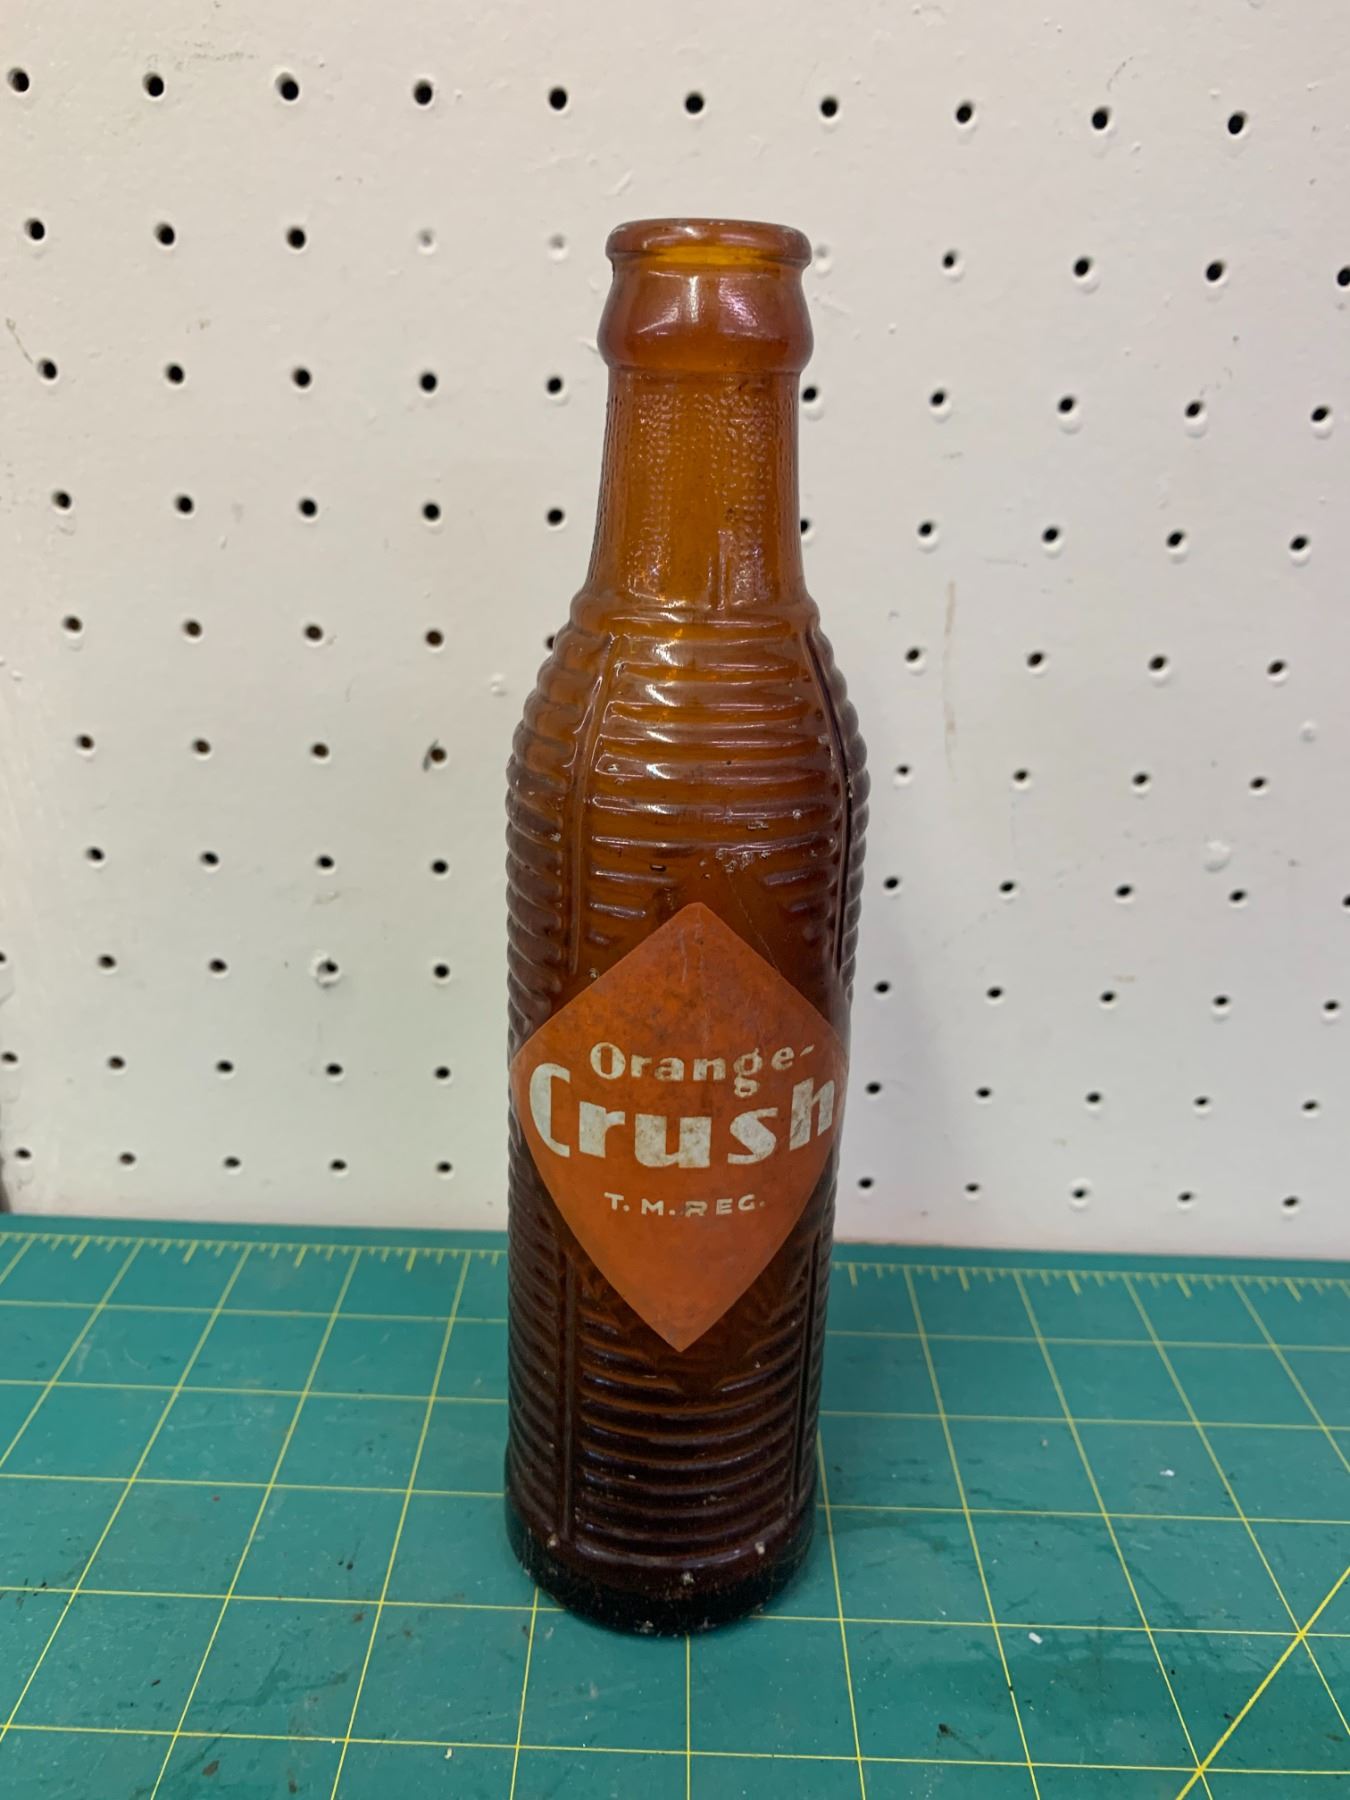 Orange-
Crush
T. M. REG.